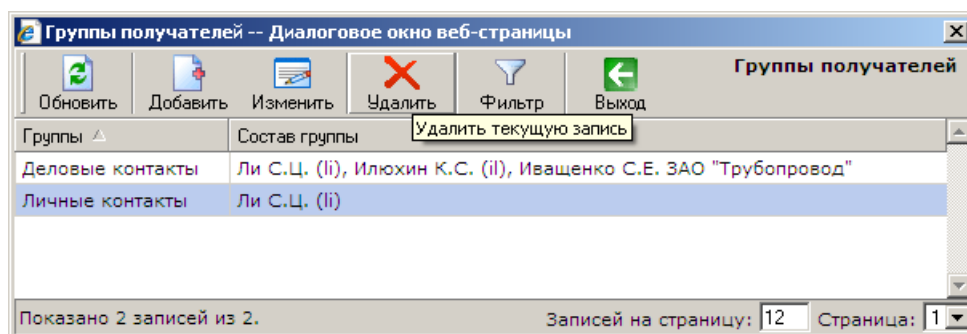 Группы получателей -- Диалоговое окно веб-страницы
Группы получателей
Обновить Добавить Изменить Удалить Фильтр Выход
Удалить текущую запись
Группы Состав группы
Деловые контакты Ли С.Ц. (li), Илюхин К.С. (il), Иващенко С.Е. ЗАО "Трубопровод"
Личные контакты Ли С.Ц. (li)
Показано 2 записей из 2. Записей на страницу: 12 Страница: 1